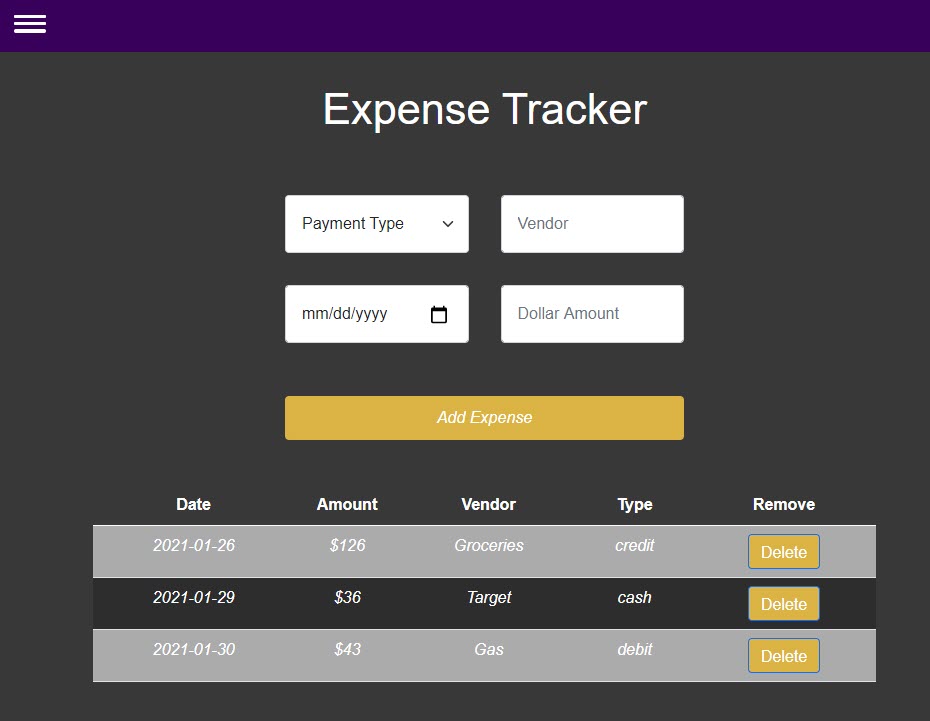 Expense Tracker
Payment Type Vendor
mm/dd/yyyy Dollar Amount
Add Expense
Date Amount Vendor Type Remove
2021-01-26 $126 Groceries credit Delete
2021-01-29 $36 Target cash Delete
2021-01-30 $43 Gas debit Delete